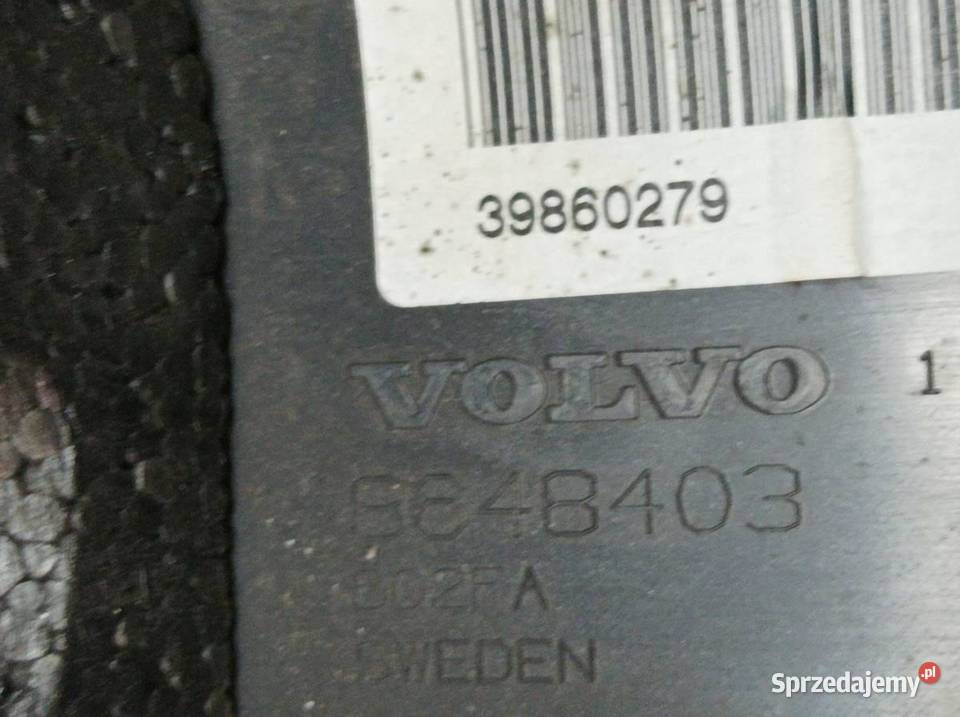 39860279
VOLVO 1
8648403
002FA
SWEDEN
Sprzedajemy.pl